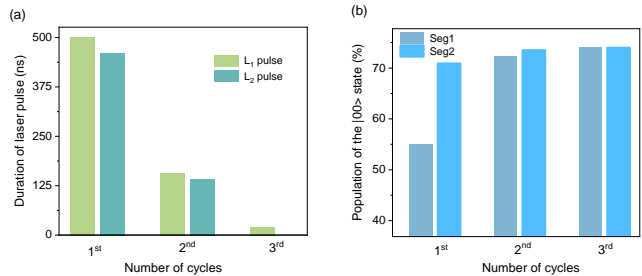 (a)
Duration of laser pulse (ns)
500
375
250
125
0
L₁ pulse
L₂ pulse
1st
2nd
3rd
Number of cycles
(b)
Population of the |00> state (%)
70
60
50
40
Seg1
Seg2
1st
2nd
3rd
Number of cycles